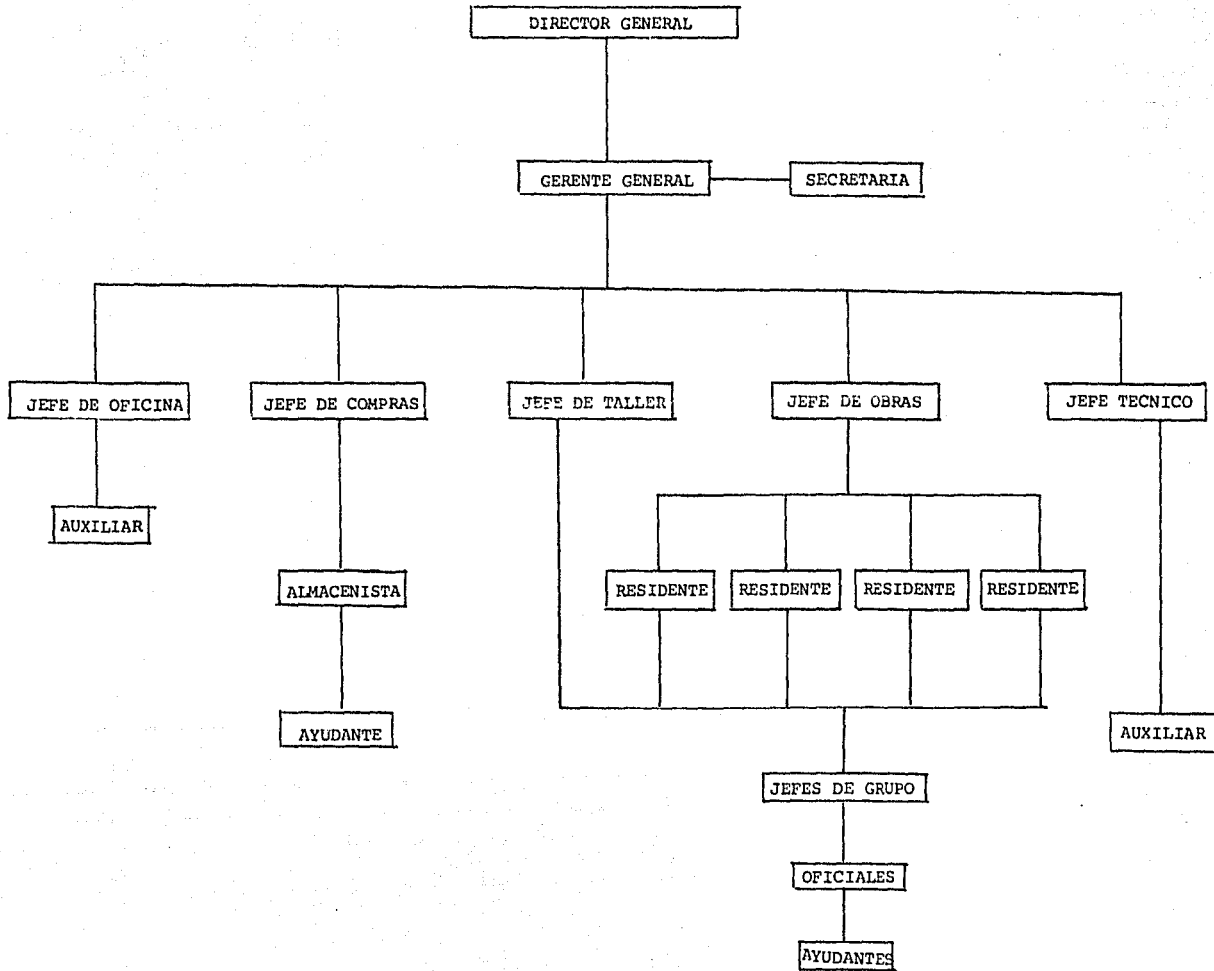 DIRECTOR GENERAL
GERENTE GENERAL
SECRETARIA
JEFE DE OFICINA
JEFE DE COMPRAS
JEFE DE TALLER
JEFE DE OBRAS
JEFE TECNICO
AUXILIAR
ALMACENISTA
RESIDENTE
RESIDENTE
RESIDENTE
RESIDENTE
AYUDANTE
AUXILIAR
JEFES DE GRUPO
OFICIALES
AYUDANTES